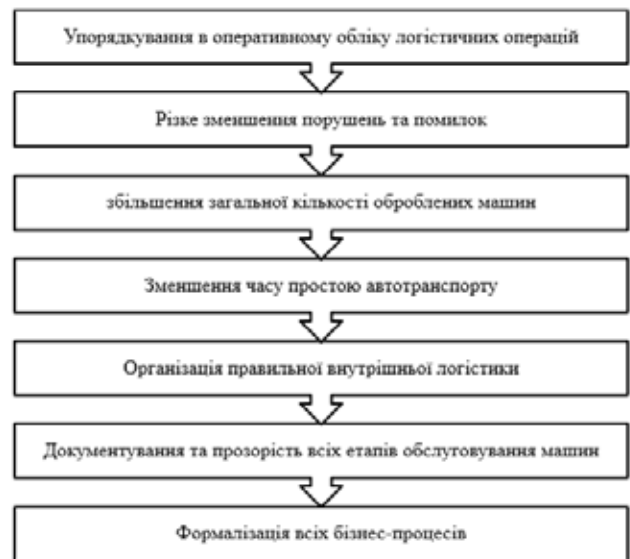 Упорядкування в оперативному обліку логістичних операцій
Різке зменшення порушень та помилок
збільшення загальної кількості оброблених машин
Зменшення часу простою автотранспорту
Організація правильної внутрішньої логістики
Документування та прозорість всіх етапів обслуговування машин
Формалізація всіх бізнес-процесів